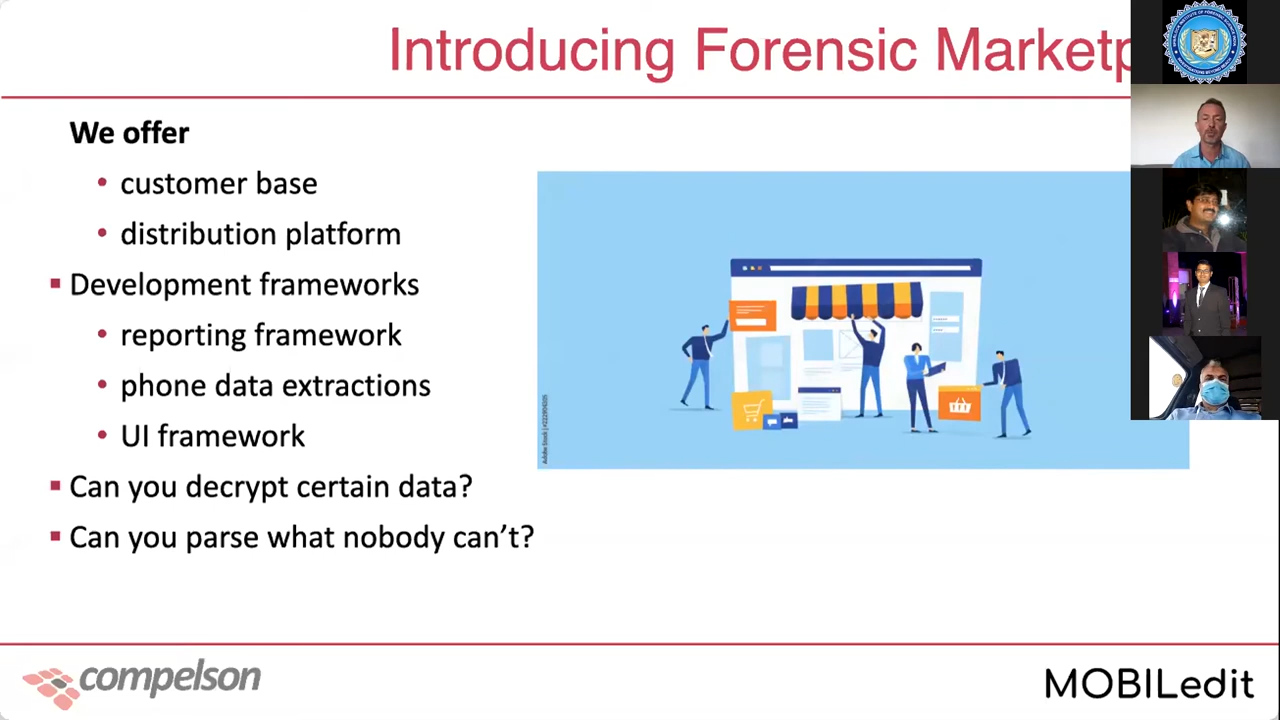 Introducing Forensic Marketp
We offer
• customer base
• distribution platform
▪ Development frameworks
• reporting framework
• phone data extractions
• UI framework
▪ Can you decrypt certain data?
▪ Can you parse what nobody can’t?
compelson
MOBILedit